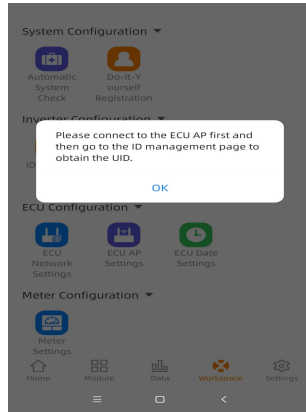 System Configuration
Automatic
System
Check
Do-It-Y
ourself
Registration
Inverter Configuration
Please connect to the ECU AP first and
then go to the ID management page to
obtain the UID.
ID
OK
ECU Configuration
ECU
Network
Settings
ECU AP
Settings
ECU Date
Settings
Meter Configuration
Meter
Settings
Home
Module
Data
Workspace
Settings